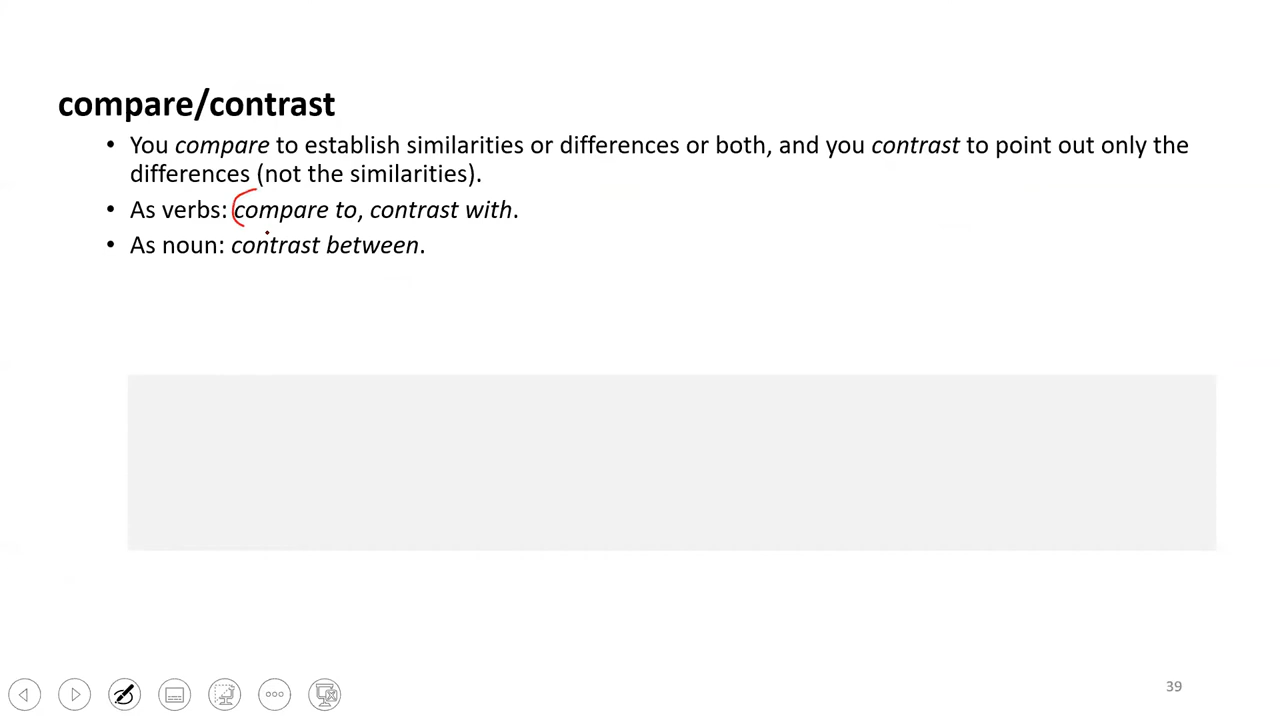 compare/contrast
• You compare to establish similarities or differences or both, and you contrast to point out only the
differences (not the similarities).
• As verbs: compare to, contrast with.
• As noun: contrast between.
39